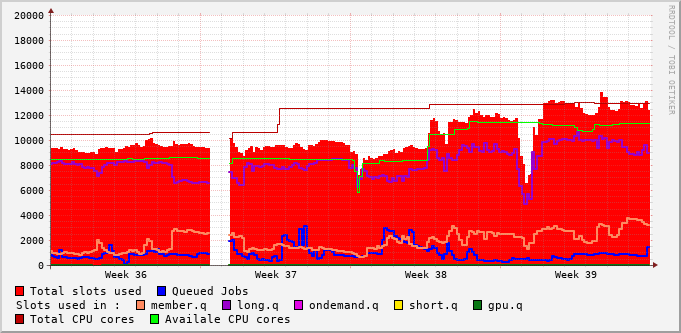 20000
18000
16000
14000
12000
10000
8000
6000
4000
2000
0
Week 36 Week 37 Week 38 Week 39
RRDTOOL / TOBI OETIKER
Total slots used Queued Jobs
Slots used in : member.q long.q ondemand.q short.q gpu.q
Total CPU cores Availale CPU cores